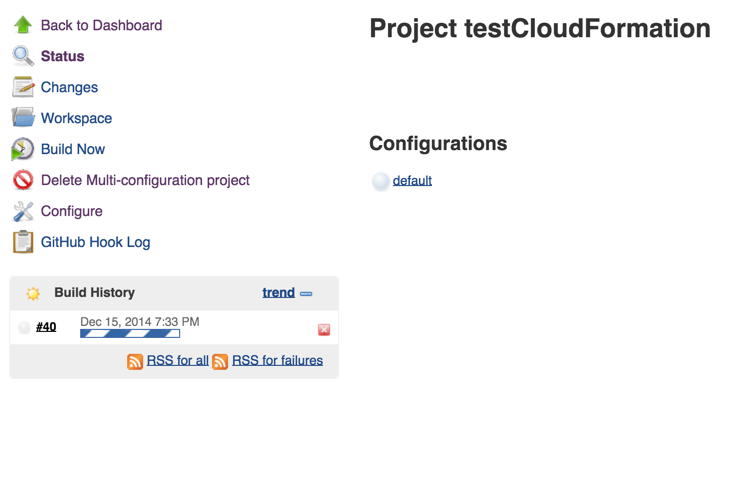 Back to Dashboard
Status
Changes
Workspace
Build Now
Delete Multi-configuration project
Configure
GitHub Hook Log
Build History trend
#40 Dec 15, 2014 7:33 PM
RSS for all RSS for failures
Project testCloudFormation
Configurations
default